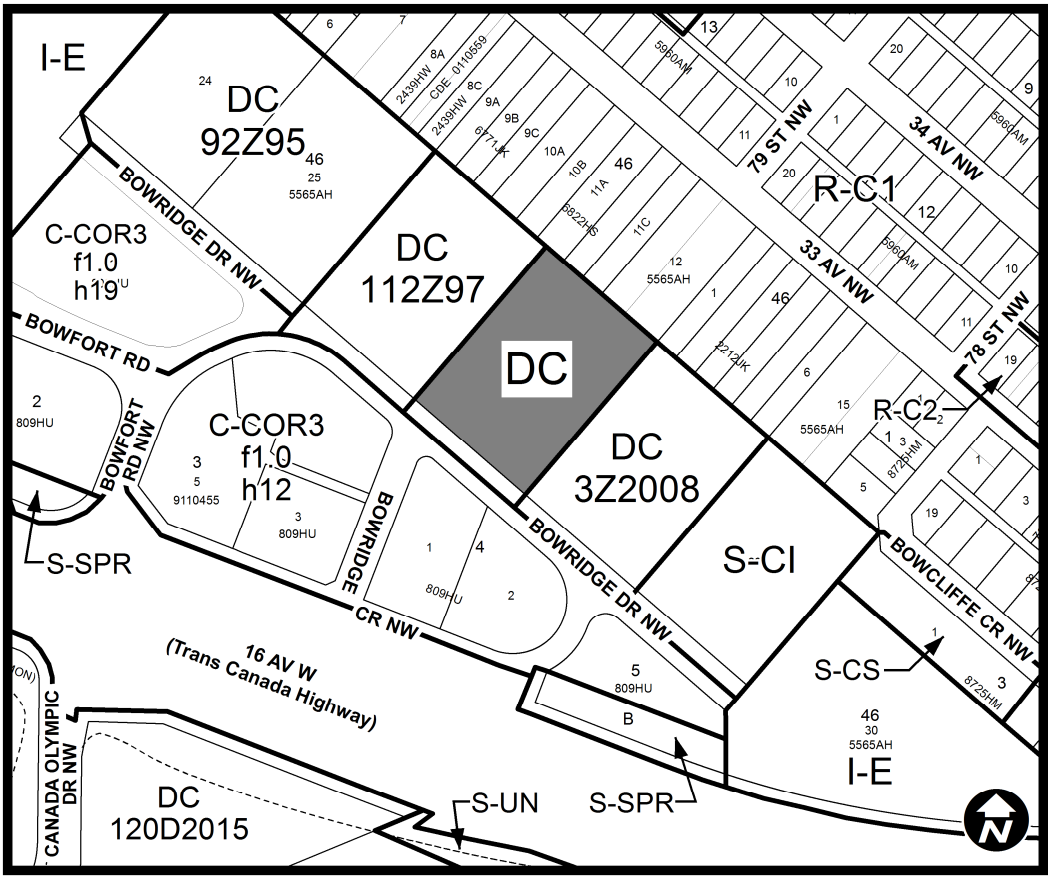 I-E
6
7
13
20
9
24
DC
92Z95
46
25
5565AH
8A
2439HW
CDE 0110559
8C
2439HW
9A
9B
6771JK
9C
10A
10B
11A
46
6822HS
11C
5960AM
10
11
79 ST NW
1
20
34 AV NW
5960AM
R-C1
12
5960AM
10
11
33 AV NW
78 ST NW
19
BOWRIDGE DR NW
C-COR3
f1.0
h19
BOWFORT RD
DC
112Z97
12
5565AH
1
46
2212JK
6
DC
15
5565AH
R-C2
2
1
1
3
8725HM
5
1
3
19
2
809HU
BOWFORT
RD NW
C-COR3
f1.0
h12
3
5
9110455
3
809HU
BOWRIDGE
CR NW
1
4
809HU
2
DC
3Z2008
BOWRIDGE DR NW
S-CI
BOWCLIFFE CR NW
S-SPR
16 AV W
(Trans Canada Highway)
5
809HU
B
S-CS
1
3
8725HM
46
30
5565AH
I-E
CANADA OLYMPIC
DR NW
DC
120D2015
S-UN
S-SPR
N